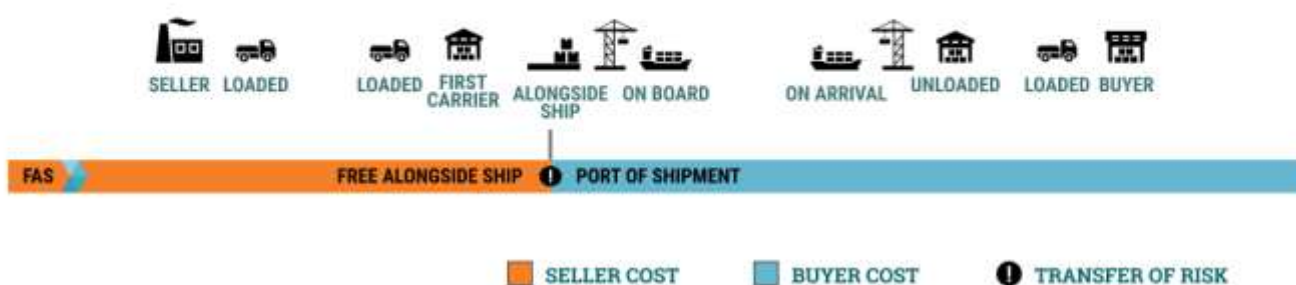 SELLER LOADED LOADED FIRST CARRIER ALONGSIDE SHIP ON BOARD ON ARRIVAL UNLOADED LOADED BUYER
FAS FREE ALONGSIDE SHIP ! PORT OF SHIPMENT
SELLER COST BUYER COST ! TRANSFER OF RISK